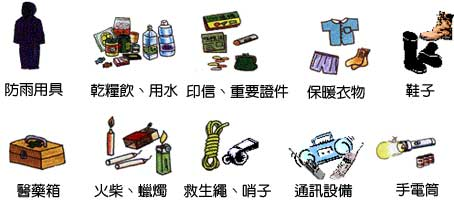 防雨用具 乾糧飲、用水 印信、重要證件 保暖衣物 鞋子
醫藥箱 火柴、蠟燭 救生繩、哨子 通訊設備 手電筒